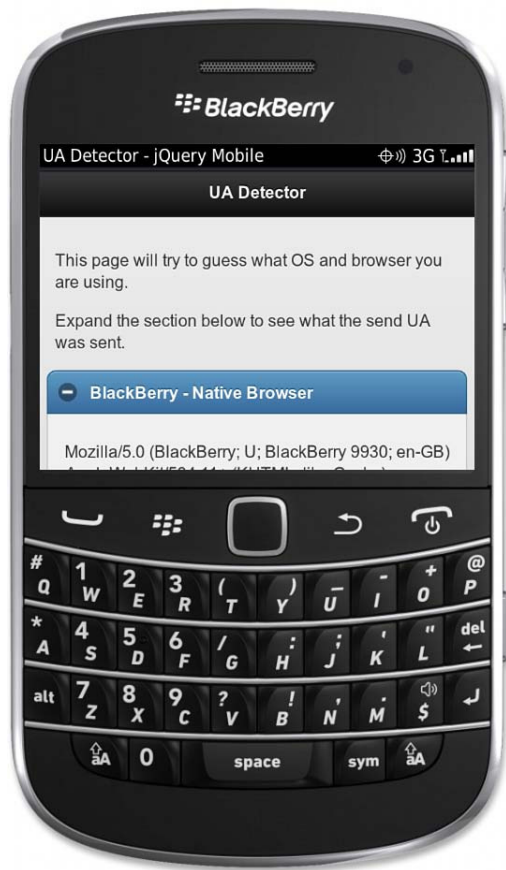 BlackBerry
UA Detector - jQuery Mobile 3G
UA Detector
This page will try to guess what OS and browser you
are using.
Expand the section below to see what the send UA
was sent.
BlackBerry - Native Browser
Mozilla/5.0 (BlackBerry; U; BlackBerry 9930; en-GB)
# Q 1 W 2 E 3 R ( T ) Y _ U - I + O @ P
* A 4 S 5 D 6 F / G : H ; J ' K " L del
alt 7 Z 8 X 9 C ? V ! B , N . M $
aA 0 space sym aA